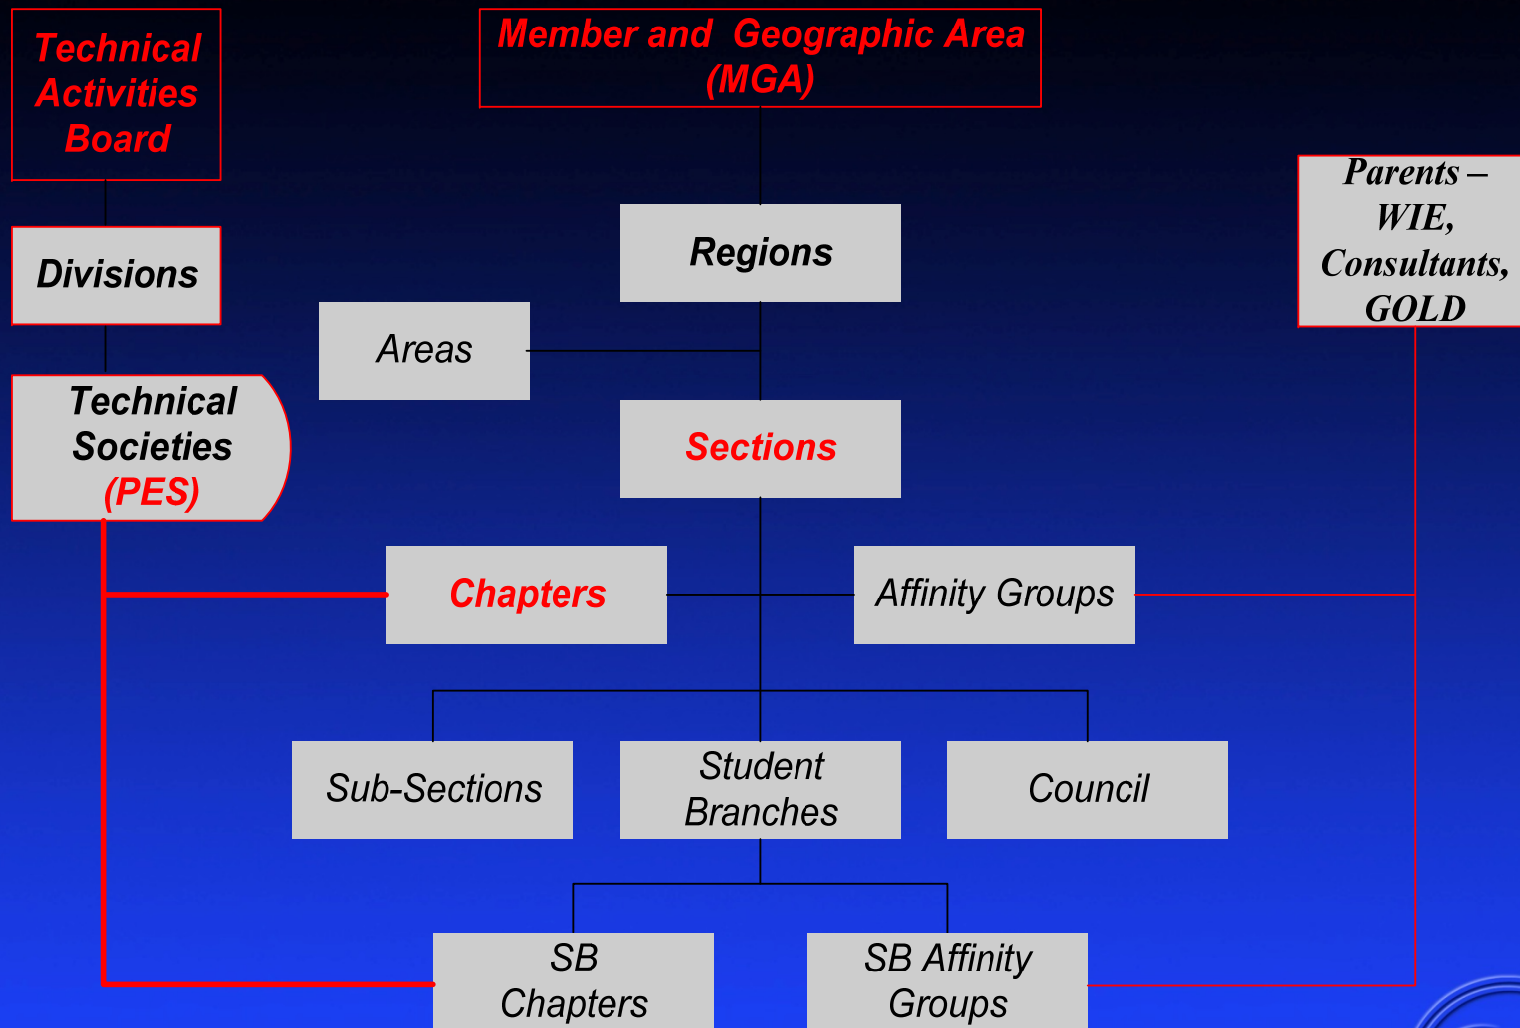 Technical
Activities
Board
Member and Geographic Area
(MGA)
Parents –
WIE,
Consultants,
GOLD
Divisions
Regions
Areas
Technical
Societies
(PES)
Sections
Chapters
Affinity Groups
Sub-Sections
Student
Branches
Council
SB
Chapters
SB Affinity
Groups